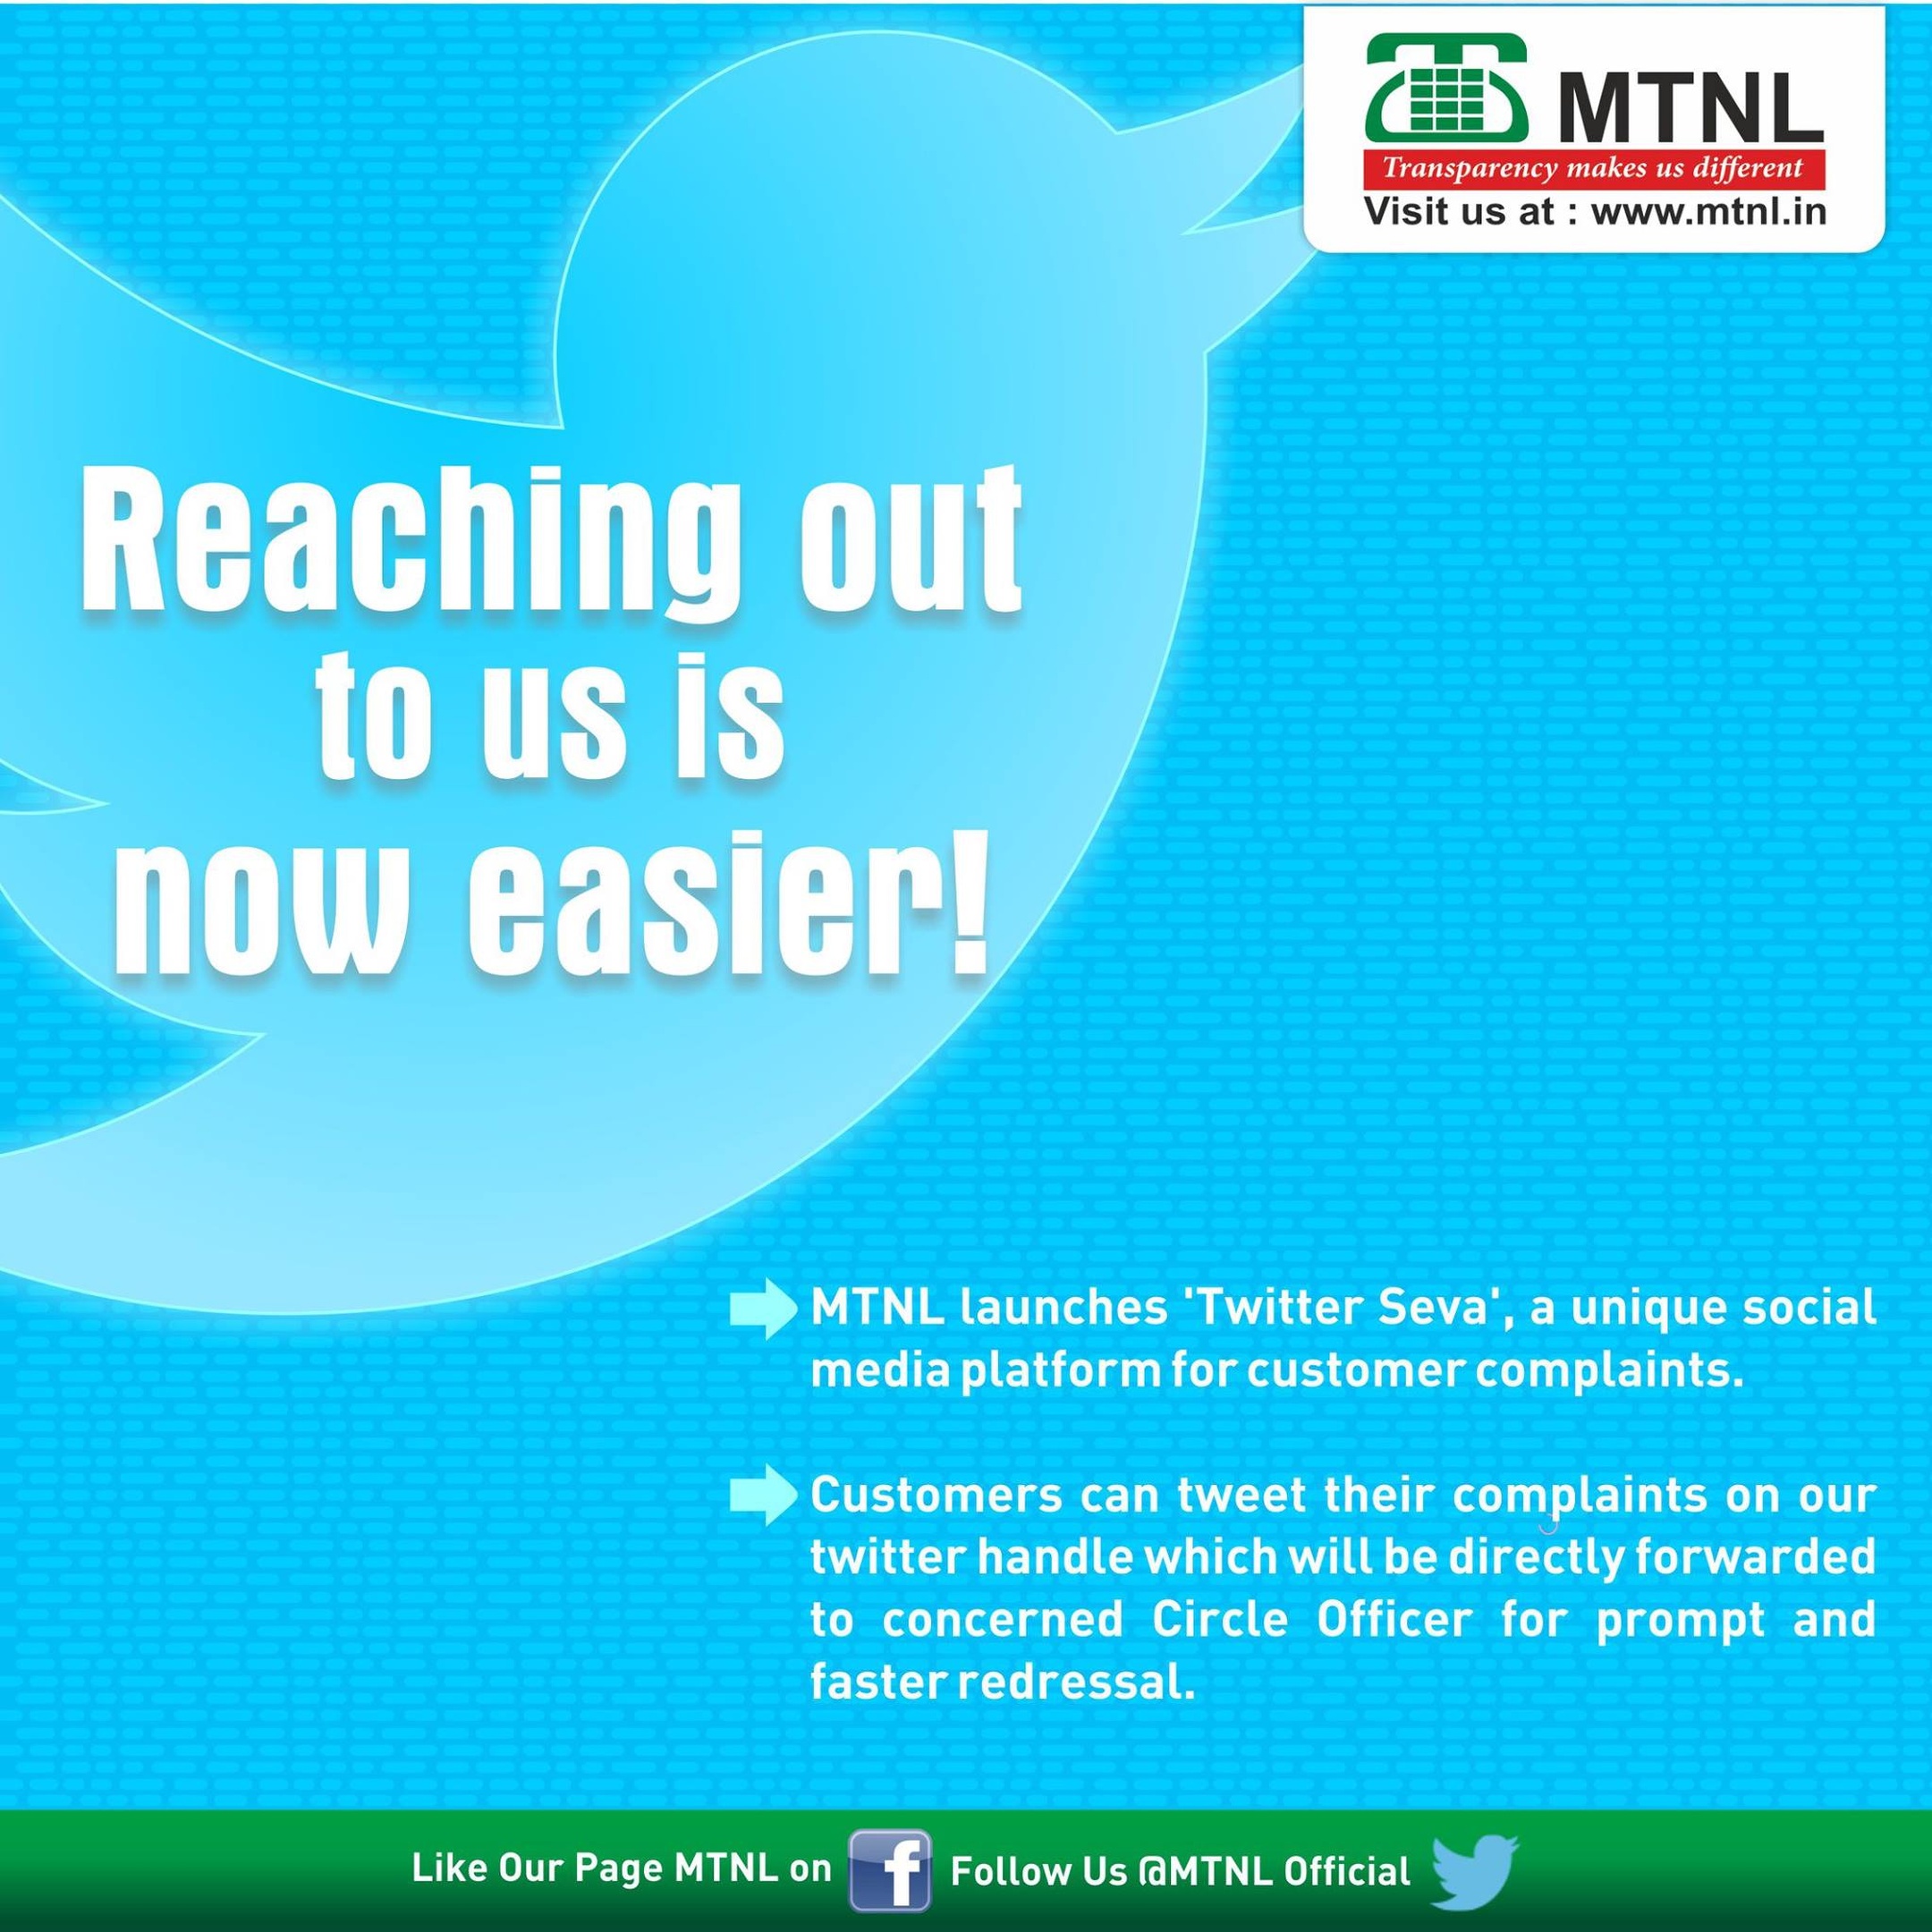 MTNL
Transparency makes us different
Visit us at : www.mtnl.in
Reaching out
to us is
now easier!
MTNL launches 'Twitter Seva', a unique social
media platform for customer complaints.
Customers can tweet their complaints on our
twitter handle which will be directly forwarded
to concerned Circle Officer for prompt and
faster redressal.
Like Our Page MTNL on f Follow Us @MTNL Official